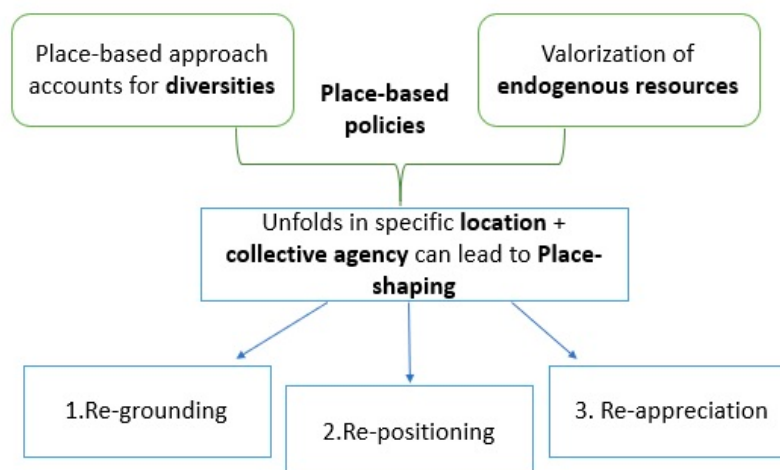 Place-based approach
accounts for diversities
Place-based
policies
Valorization of
endogenous resources
Unfolds in specific location +
collective agency can lead to Place-
shaping
1.Re-grounding
2.Re-positioning
3. Re-appreciation